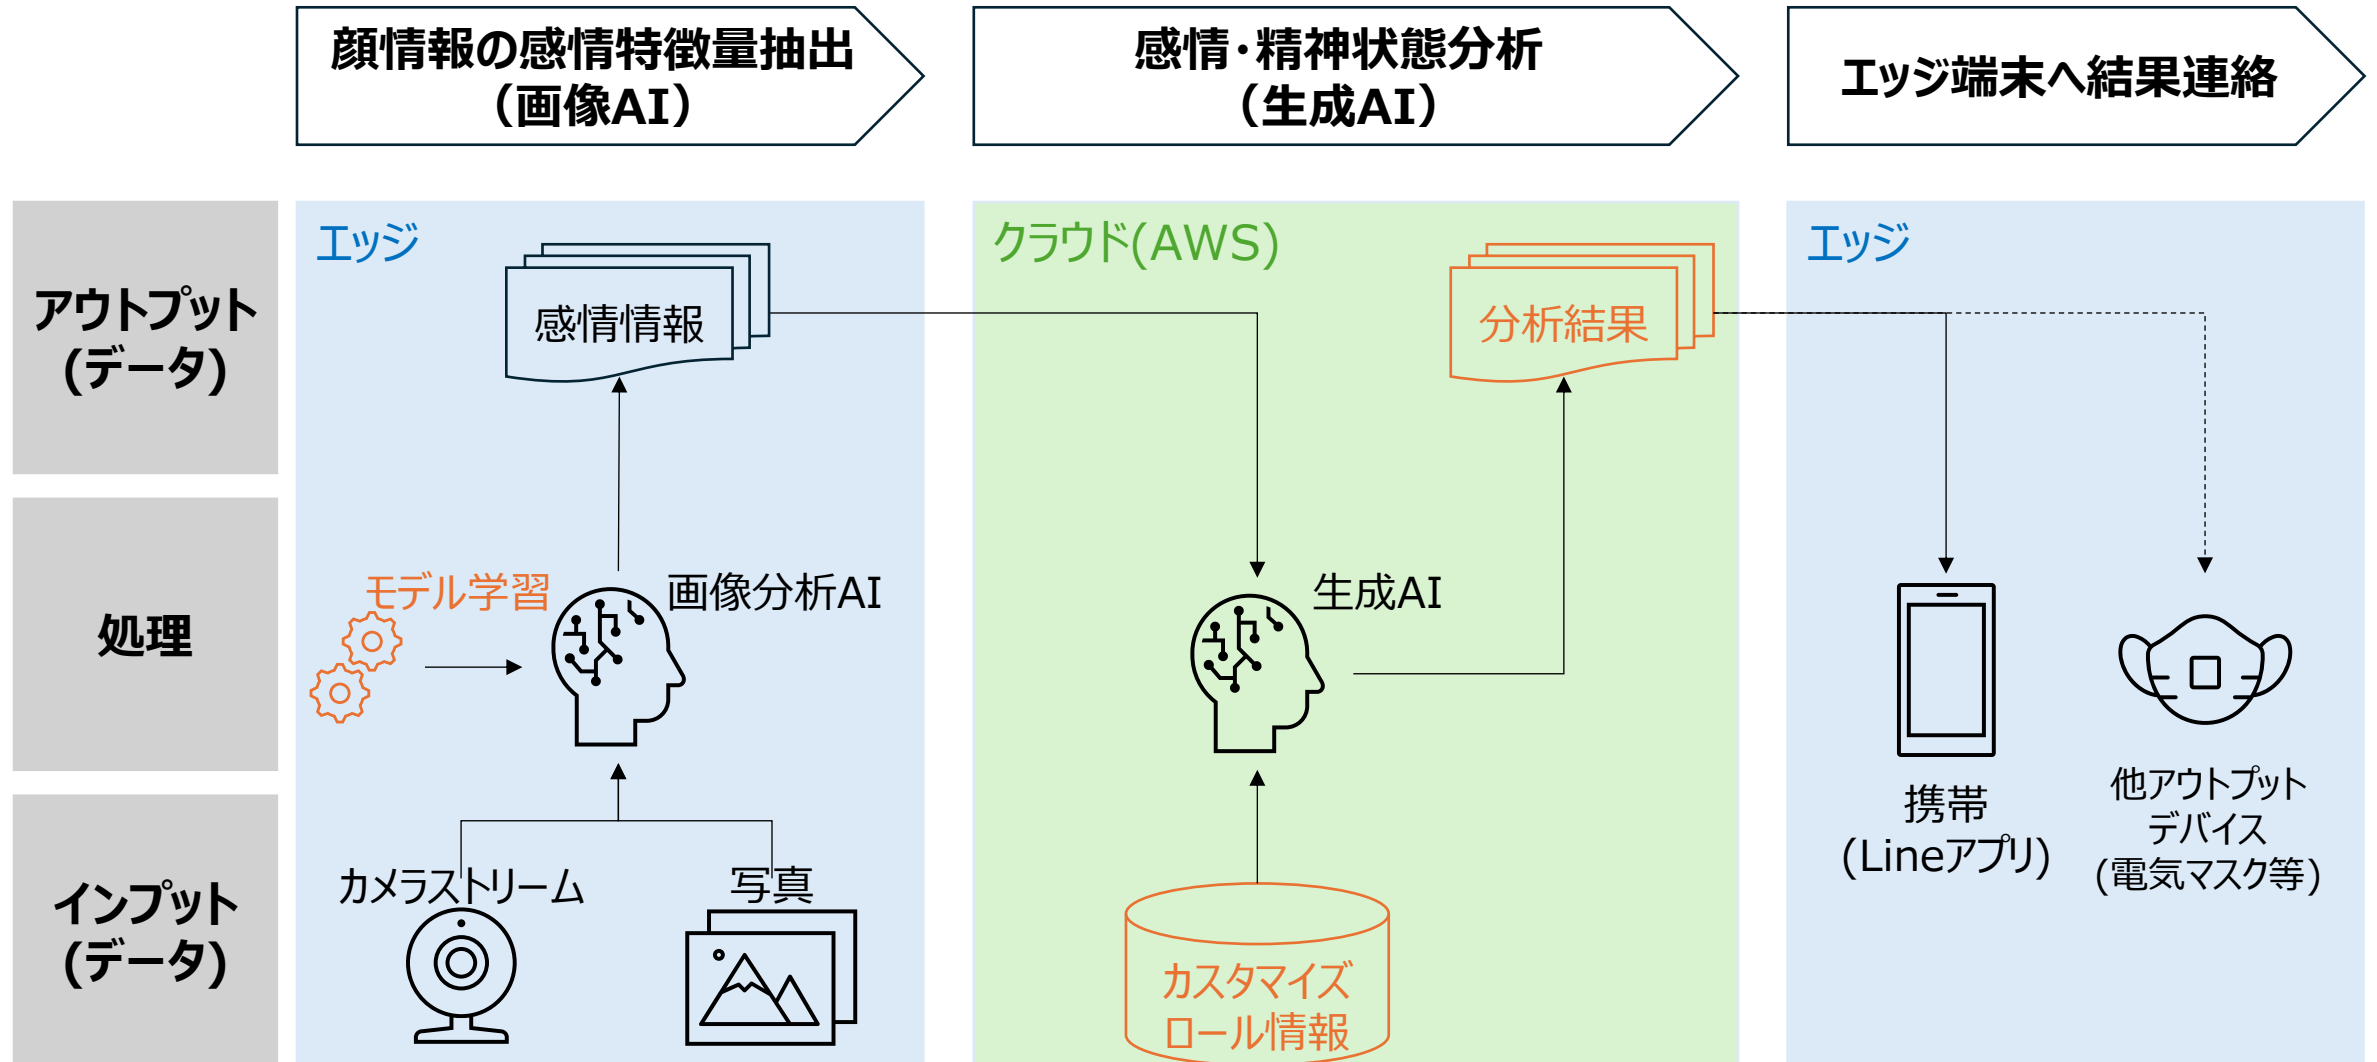 顔情報の感情特徴量抽出
（画像AI）
感情・精神状態分析
（生成AI）
エッジ端末へ結果連絡
アウトプット
(データ)
エッジ
感情情報
クラウド(AWS)
分析結果
エッジ
処理
モデル学習
画像分析AI
生成AI
携帯
(Lineアプリ)
他アウトプット
デバイス
(電気マスク等)
インプット
(データ)
カメラストリーム
写真
カスタマイズ
ロール情報